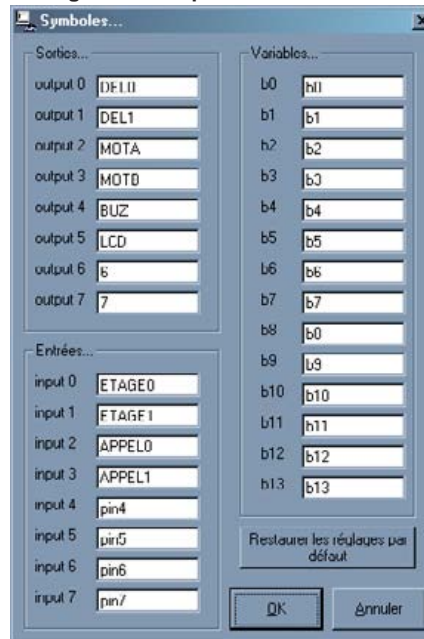 Symboles...
Sorties...
output 0 DEL0
output 1 DEL1
output 2 MOTA
output 3 MOTB
output 4 BUZ
output 5 LCD
output 6 6
output 7 7
Entrées...
input 0 ETAGE0
input 1 ETAGE1
input 2 APPEL0
input 3 APPEL1
input 4 pin4
input 5 pin5
input 6 pin6
input 7 pin7
Variables...
b0 b0
b1 b1
b2 b2
b3 b3
b4 b4
b5 b5
b6 b6
b7 b7
b8 b8
b9 b9
b10 b10
b11 b11
b12 b12
b13 b13
Restaurer les réglages par
défaut
OK Annuler